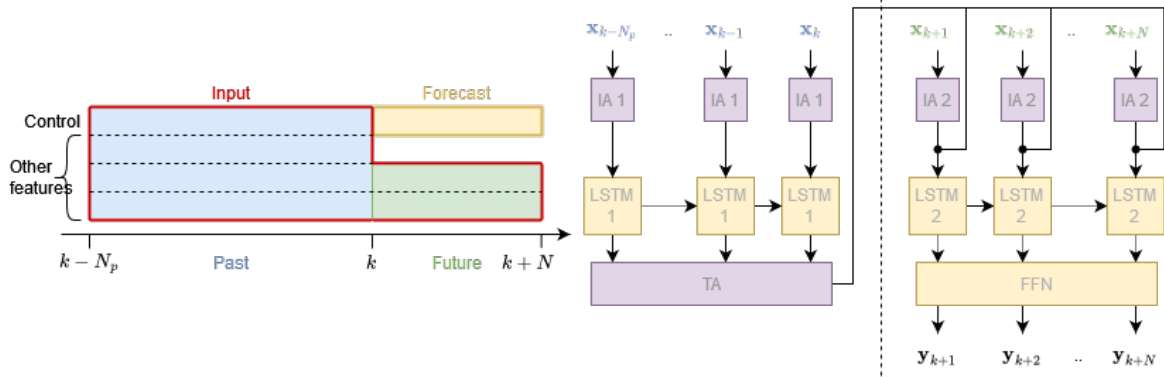 Input
Forecast
Control
Other
features
k − N_p
Past
k
Future
k + N
x_{k−N_p} .. x_{k−1} x_k
IA 1 IA 1 IA 1
LSTM 1 LSTM 1 LSTM 1
TA
x_{k+1} x_{k+2} .. x_{k+N}
IA 2 IA 2 IA 2
LSTM 2 LSTM 2 LSTM 2
FFN
y_{k+1} y_{k+2} .. y_{k+N}